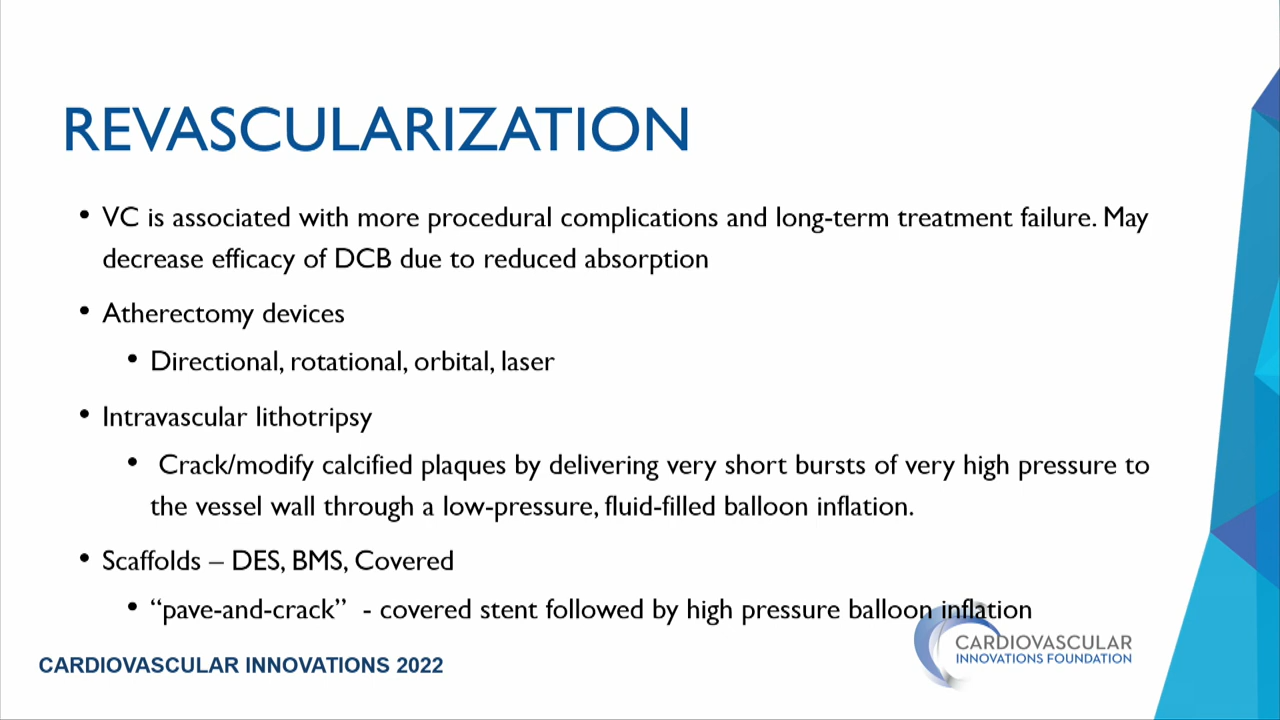 REVASCULARIZATION
• VC is associated with more procedural complications and long-term treatment failure. May
decrease efficacy of DCB due to reduced absorption
• Atherectomy devices
• Directional, rotational, orbital, laser
• Intravascular lithotripsy
• Crack/modify calcified plaques by delivering very short bursts of very high pressure to
the vessel wall through a low-pressure, fluid-filled balloon inflation.
• Scaffolds – DES, BMS, Covered
• “pave-and-crack” - covered stent followed by high pressure balloon inflation
CARDIOVASCULAR
INNOVATIONS FOUNDATION
CARDIOVASCULAR INNOVATIONS 2022